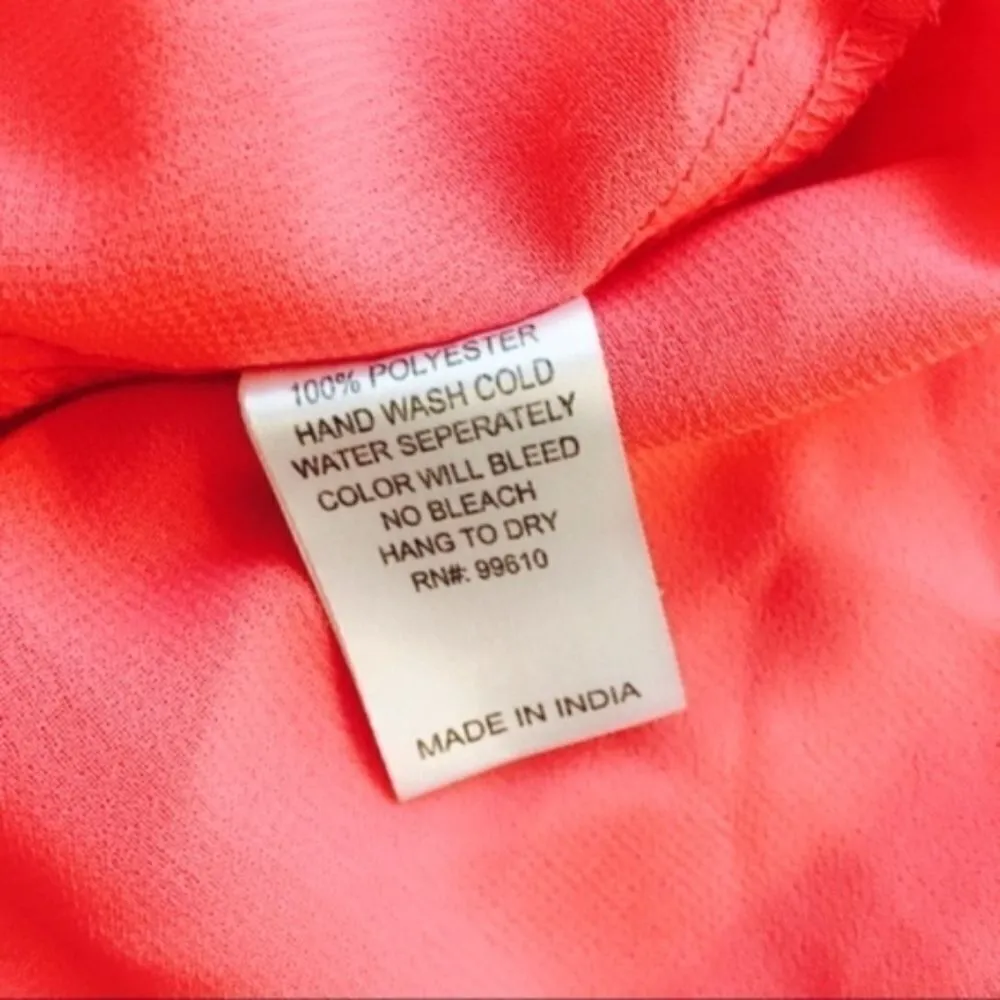 100% POLYESTER
HAND WASH COLD
WATER SEPERATELY
COLOR WILL BLEED
NO BLEACH
HANG TO DRY
RN#: 99610
MADE IN INDIA